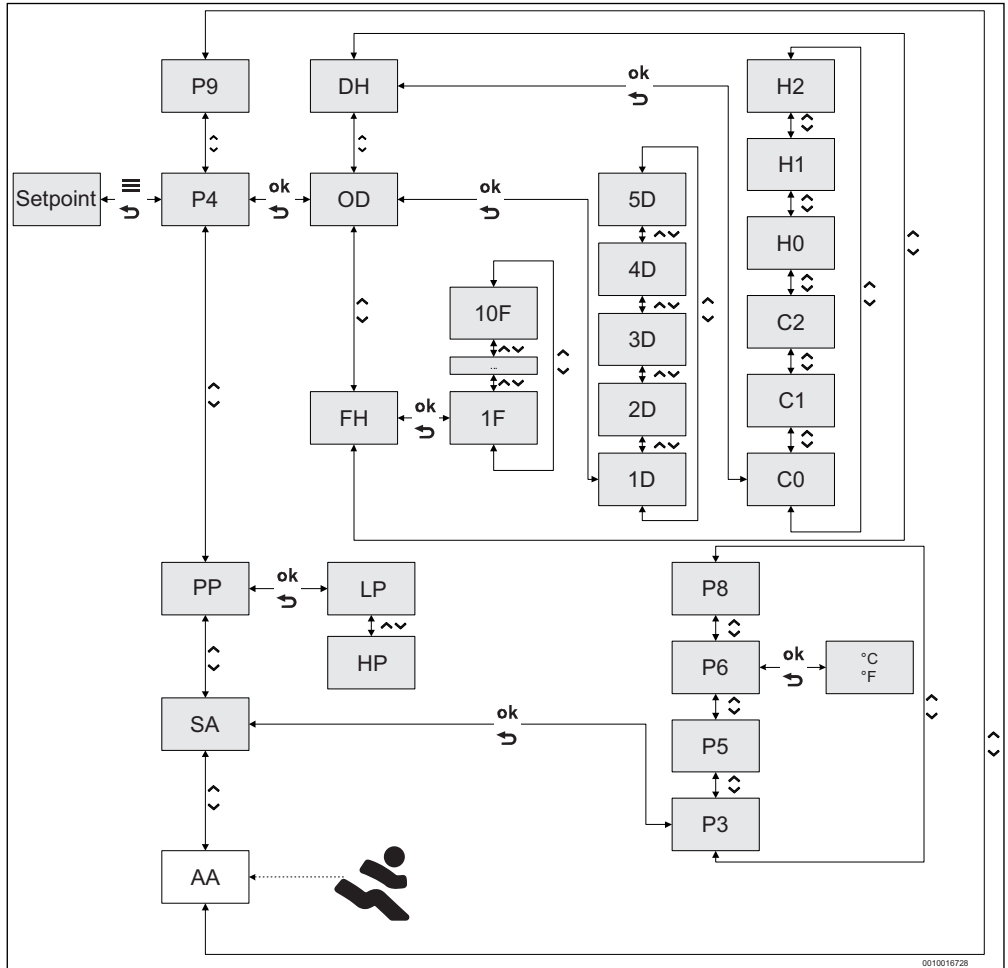 P9
DH
ok
H2
H1
Setpoint
P4
ok
OD
ok
5D
H0
4D
10F
C2
3D
...
FH
ok
1F
2D
C1
1D
C0
PP
ok
LP
P8
HP
P6
ok
°C
°F
SA
ok
P5
P3
AA
0010016728